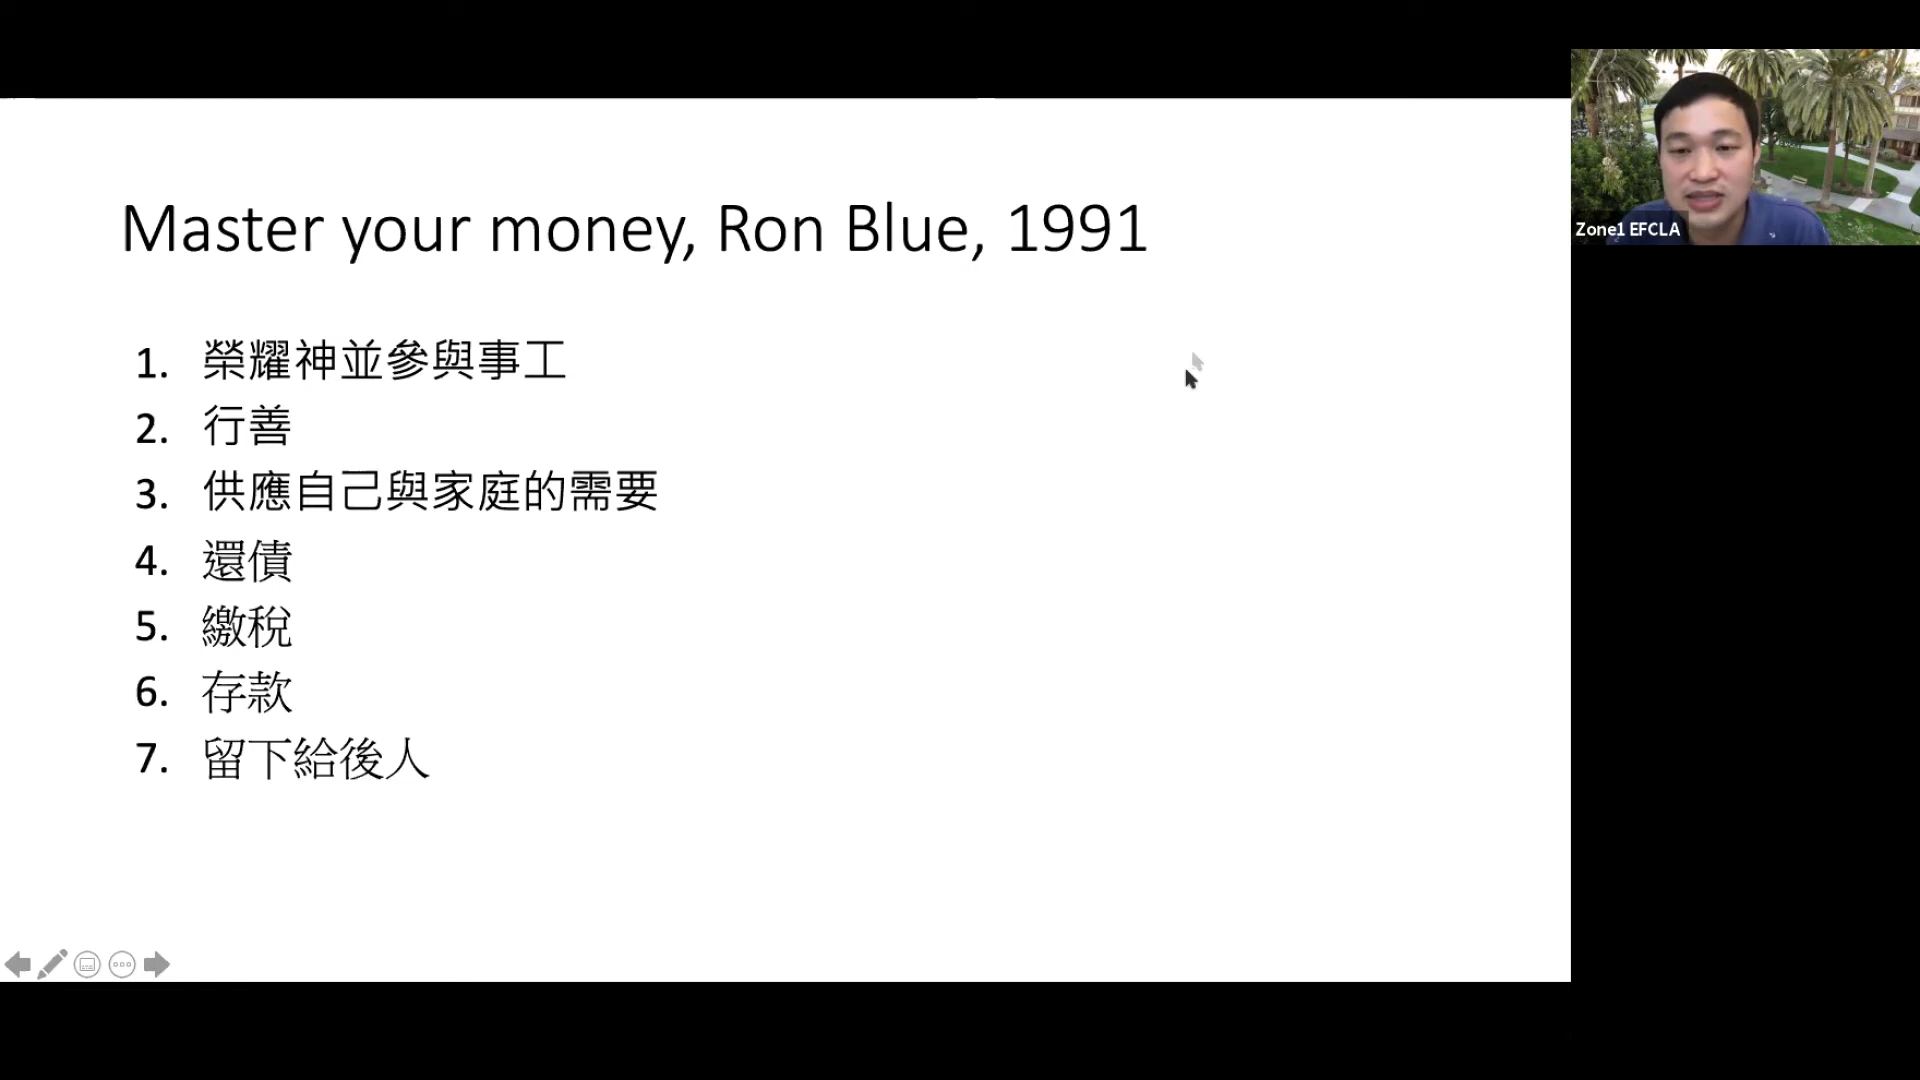 Master your money, Ron Blue, 1991
1. 榮耀神並參與事工
2. 行善
3. 供應自己與家庭的需要
4. 還債
5. 繳稅
6. 存款
7. 留下給後人
Zone1 EFCLA